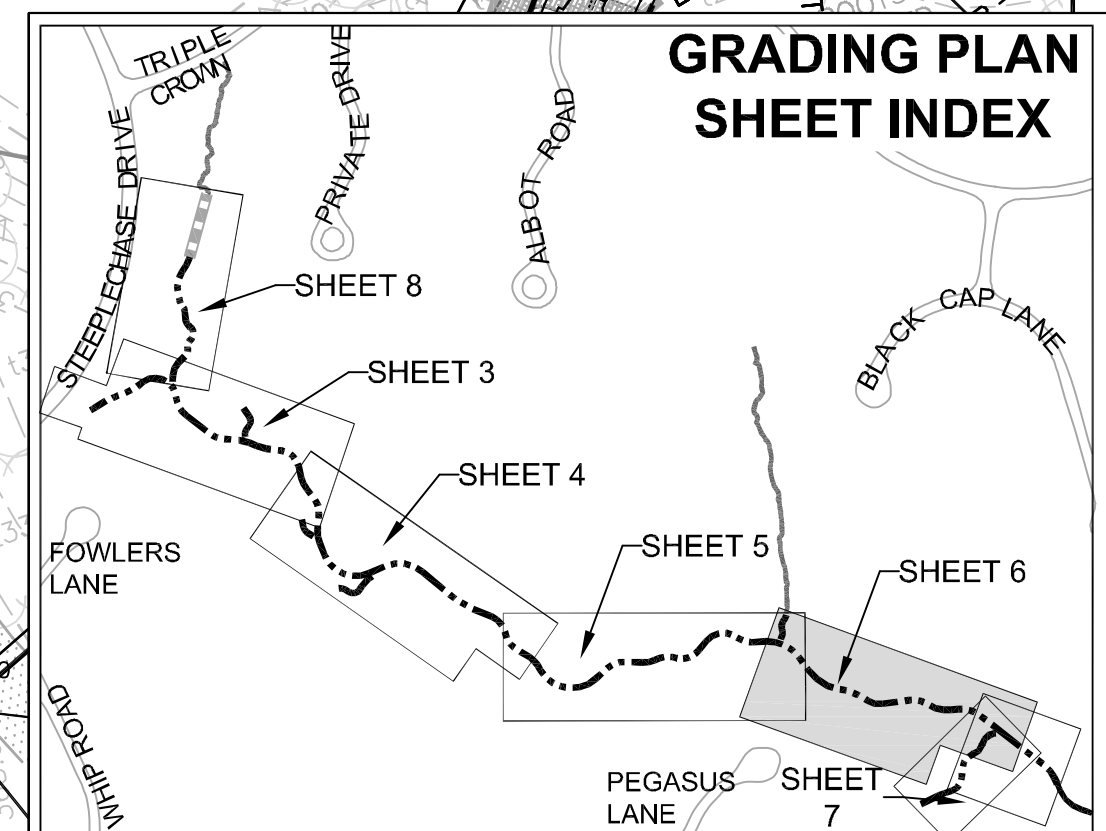 GRADING PLAN
SHEET INDEX
TRIPLE
CROWN
PRIVATE DRIVE
ALBOT ROAD
STEEPLECHASE DRIVE
SHEET 8
BLACK CAP LANE
SHEET 3
SHEET 4
FOWLERS
LANE
SHEET 5
SHEET 6
WHIP ROAD
PEGASUS
LANE
SHEET
7